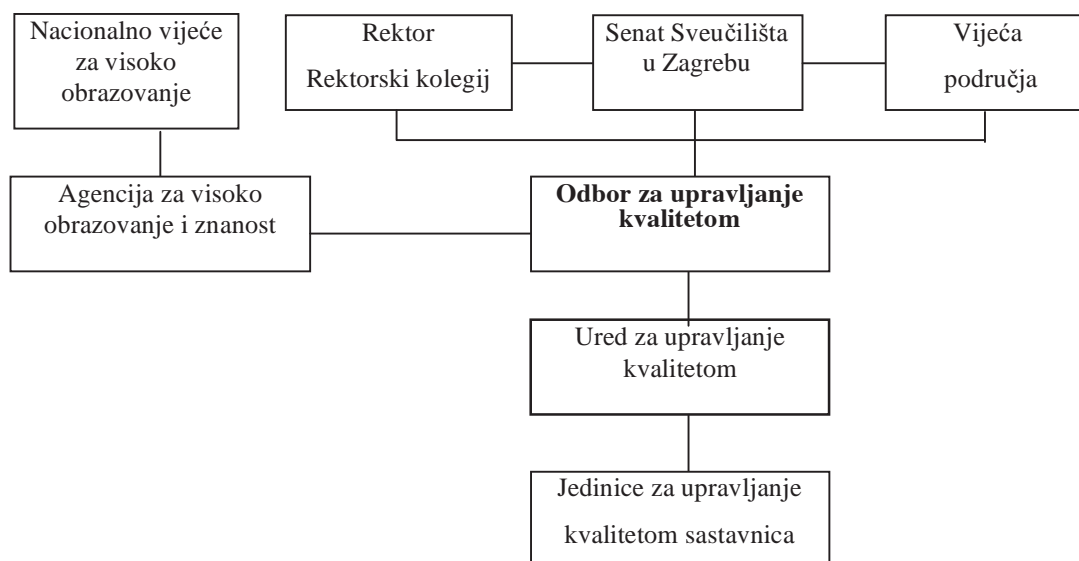 Nacionalno vijeće
za visoko
obrazovanje
Rektor
Rektorski kolegij
Senat Sveučilišta
u Zagrebu
Vijeća
područja
Agencija za visoko
obrazovanje i znanost
Odbor za upravljanje
kvalitetom
Ured za upravljanje
kvalitetom
Jedinice za upravljanje
kvalitetom sastavnica